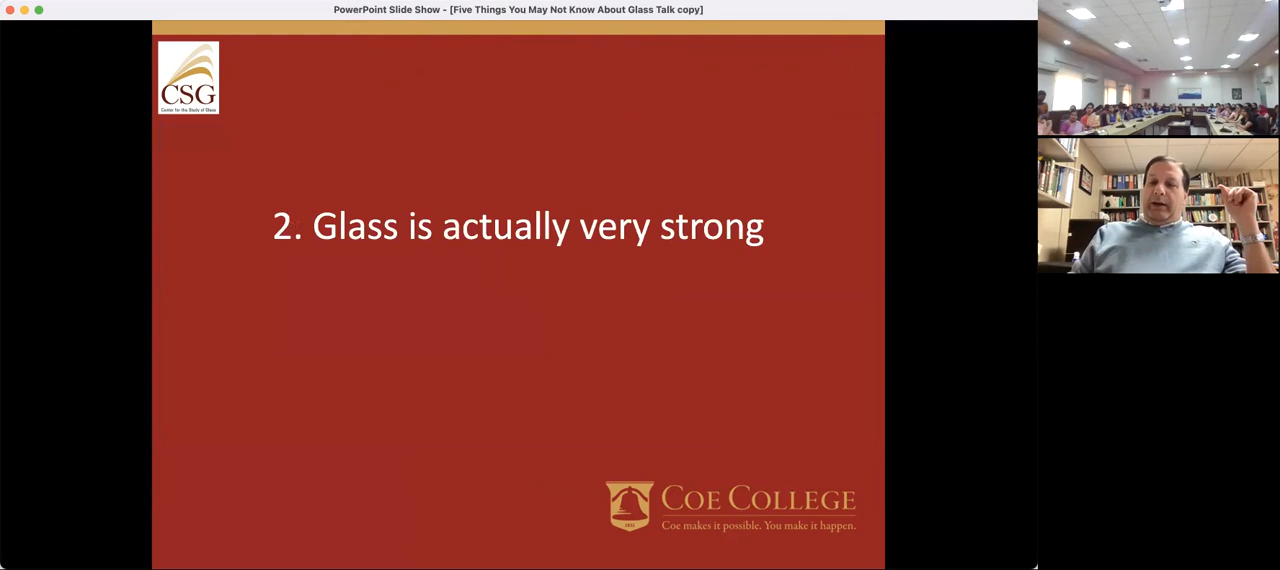 PowerPoint Slide Show - [Five Things You May Not Know About Glass Talk copy]
CSG
Center for the Study of Glass
2. Glass is actually very strong
1851
COE COLLEGE
Coe makes it possible. You make it happen.